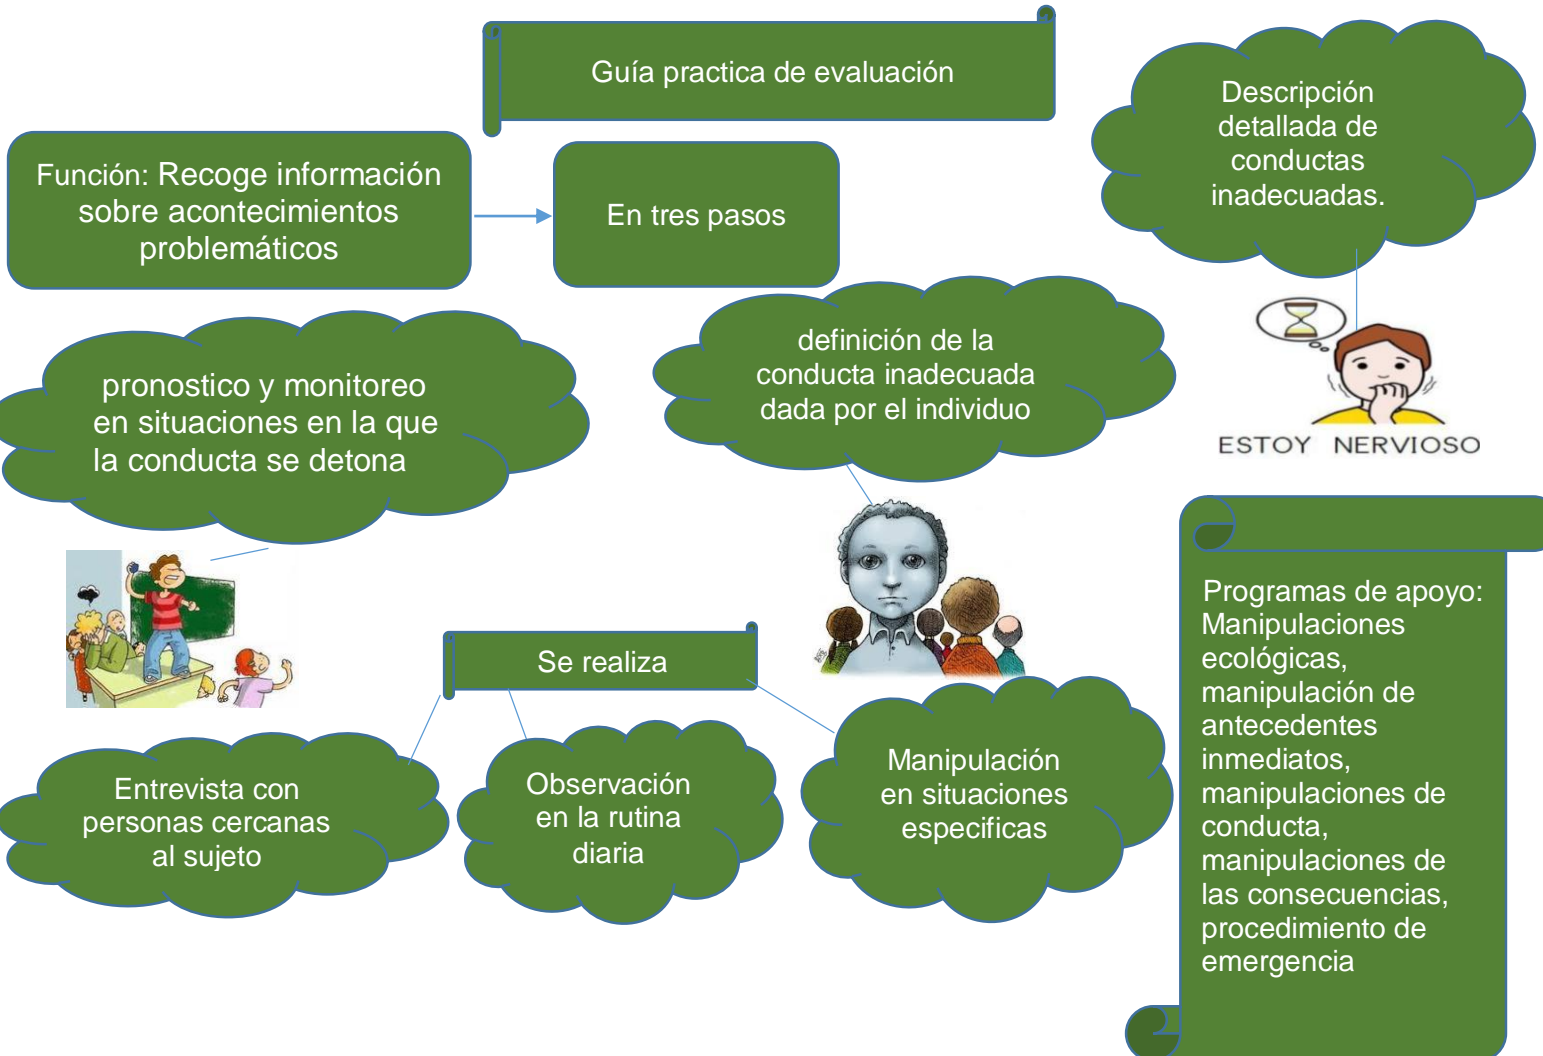 Guía practica de evaluación
Función: Recoge información
sobre acontecimientos
problemáticos
En tres pasos
Descripción
detallada de
conductas
inadecuadas.
pronostico y monitoreo
en situaciones en la que
la conducta se detona
definición de la
conducta inadecuada
dada por el individuo
ESTOY NERVIOSO
Se realiza
Entrevista con
personas cercanas
al sujeto
Observación
en la rutina
diaria
Manipulación
en situaciones
especificas
Programas de apoyo:
Manipulaciones
ecológicas,
manipulación de
antecedentes
inmediatos,
manipulaciones de
conducta,
manipulaciones de
las consecuencias,
procedimiento de
emergencia